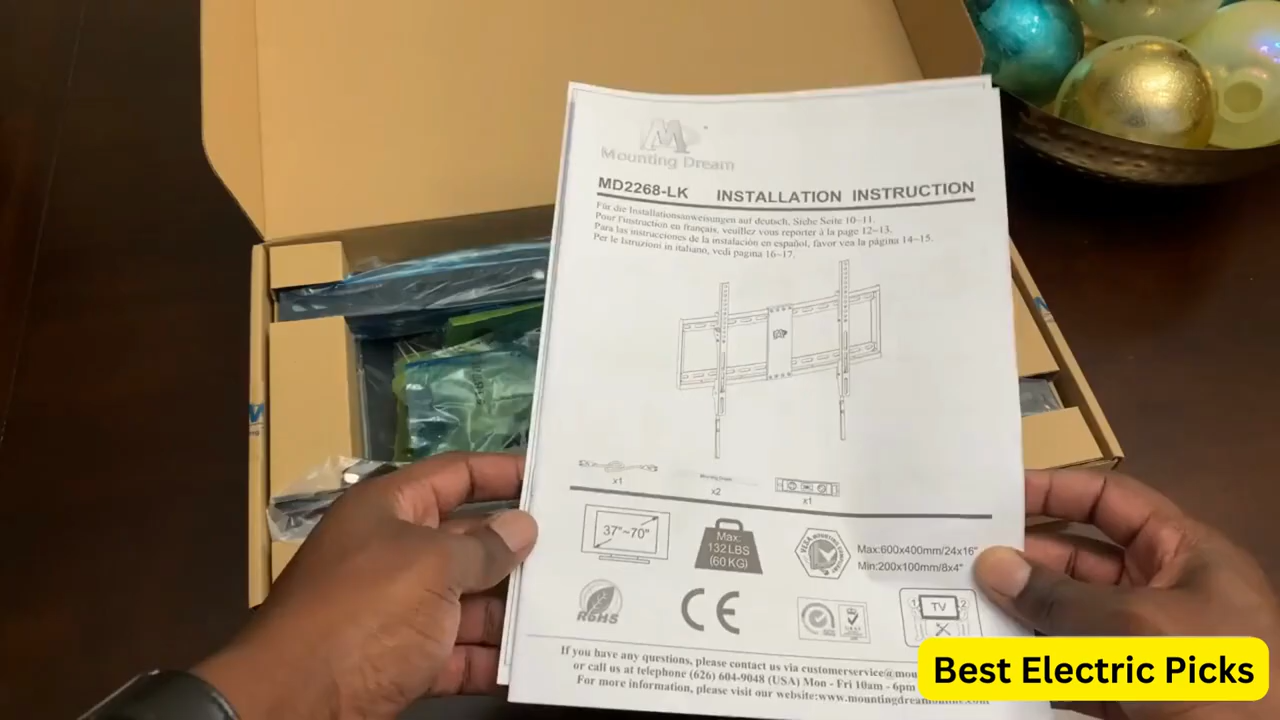 Mounting Dream
MD2268-LK INSTALLATION INSTRUCTION
Für die Installationsanweisungen auf deutsch, Siche Seite 10~11.
Pour l'instruction en français, veuillez vous reporter à la page 12~13.
Para las instrucciones de la instalación en español, favor vea la página 14~15.
Per le Istruzioni in italiano, vedi pagina 16~17.
x1
x2
x1
37"~70"
Max:
132 LBS
(60 KG)
Max:600x400mm/24x16"
Min:200x100mm/8x4"
RoHS
CE
TV
If you have any questions, please contact us via customerservice@mou
or call us at telephone (626) 604-9048 (USA) Mon - Fri 10am - 6pm
For more information, please visit our website:www.mountingdreamonline.com
Best Electric Picks